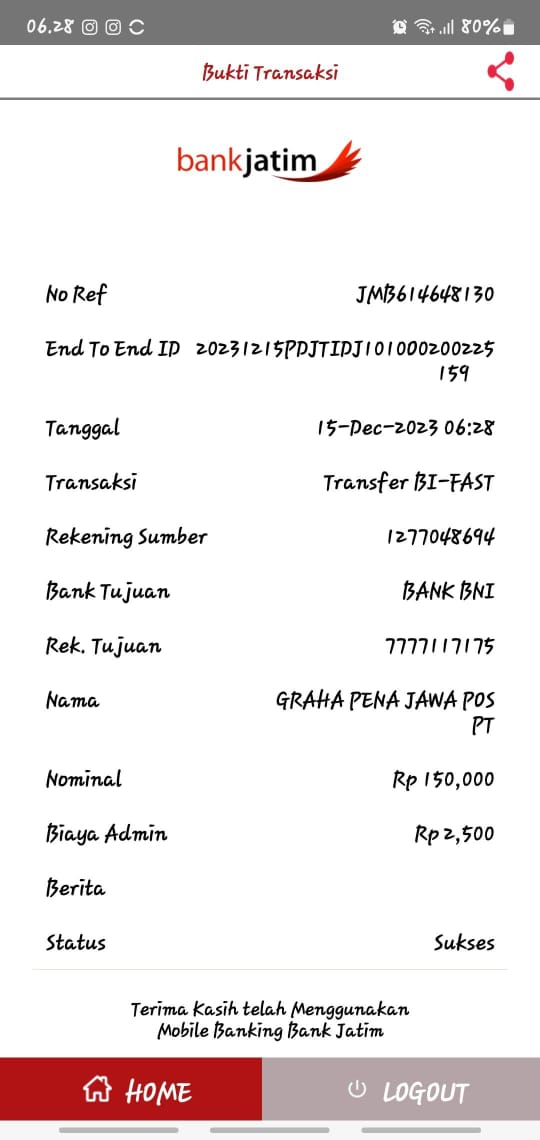 06.28 80%
Bukti Transaksi
bankjatim
No Ref JMB614648130
End To End ID 20231215PDJTIDJ101000200225
159
Tanggal 15-Dec-2023 06:28
Transaksi Transfer BI-FAST
Rekening Sumber 1277048694
Bank Tujuan BANK BNI
Rek. Tujuan 7777117175
Nama GRAHA PENA JAWA POS
PT
Nominal Rp 150,000
Biaya Admin Rp 2,500
Berita
Status Sukses
Terima Kasih telah Menggunakan
Mobile Banking Bank Jatim
HOME LOGOUT